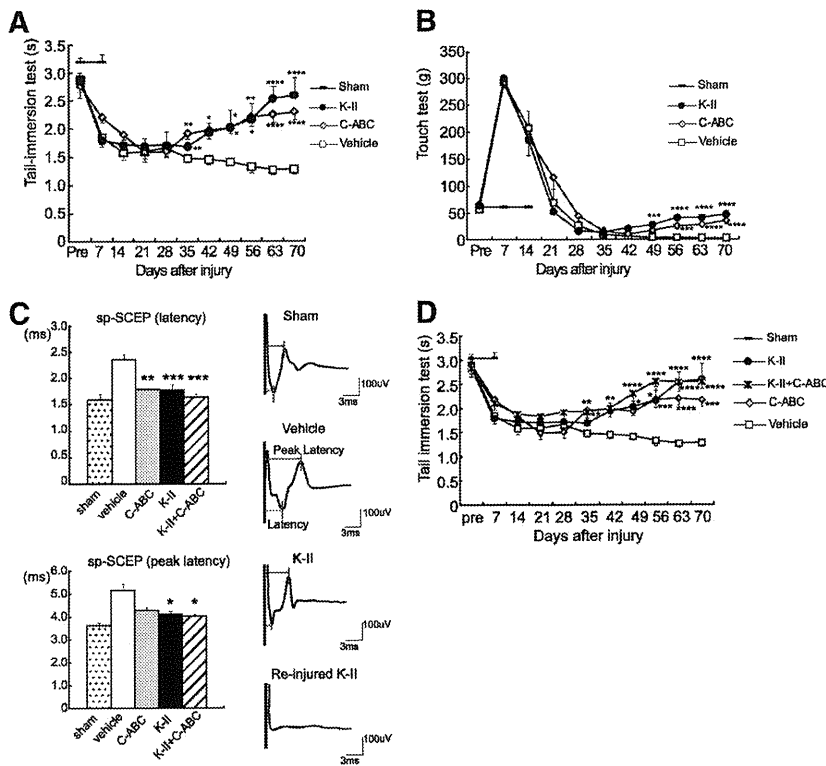 A
Tail-immersion test (s)
3.5
3.0
2.5
2.0
1.5
1.0
0.5
0
Pre 7 14 21 28 35 42 49 56 63 70
Days after injury
** * * ** * **** ****
** * * **** ****
Sham
K-II
C-ABC
Vehicle
B
Touch test (g)
350
300
250
200
150
100
50
0
Pre 7 14 21 28 35 42 49 56 63 70
Days after injury
*** **** **** ****
*** **** ****
Sham
K-II
C-ABC
Vehicle
C
sp-SCEP (latency)
(ms)
3.0
2.5
2.0
1.5
1.0
.5
0
** *** ***
sham vehicle C-ABC K-II K-II+C-ABC
sp-SCEP (peak latency)
(ms)
6.0
5.0
4.0
3.0
2.0
1.0
0
* *
sham vehicle C-ABC K-II K-II+C-ABC
Sham
100uV
3ms
Vehicle
Peak Latency
Latency
100uV
3ms
K-II
100uV
3ms
Re-injured K-II
100uV
3ms
D
Tail immersion test (s)
3.5
3.0
2.5
2.0
1.5
1.0
0.5
0
pre 7 14 21 28 35 42 49 56 63 70
Days after injury
** ** **** **** **** ****
Sham
K-II
K-II+C-ABC
C-ABC
Vehicle